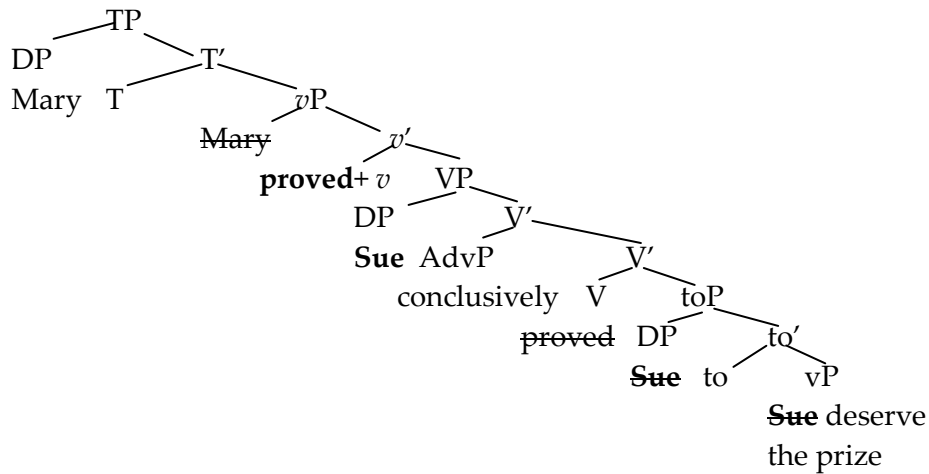 TP
DP T′
Mary T vP
Mary v′
proved+ v VP
DP V′
Sue AdvP V′
conclusively V toP
proved DP to′
Sue to vP
Sue deserve
the prize